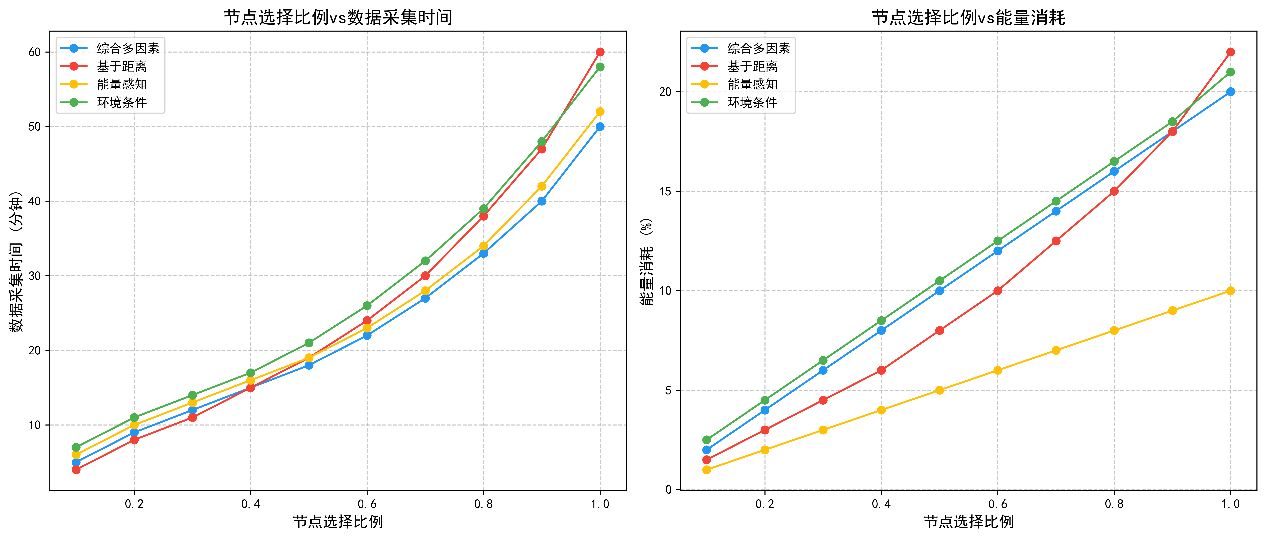 节点选择比例vs数据采集时间
综合多因素
基于距离
能量感知
环境条件
60
50
40
30
20
10
数据采集时间 (分钟)
0.2 0.4 0.6 0.8 1.0
节点选择比例
节点选择比例vs能量消耗
综合多因素
基于距离
能量感知
环境条件
20
15
10
5
0
能量消耗 (%)
0.2 0.4 0.6 0.8 1.0
节点选择比例